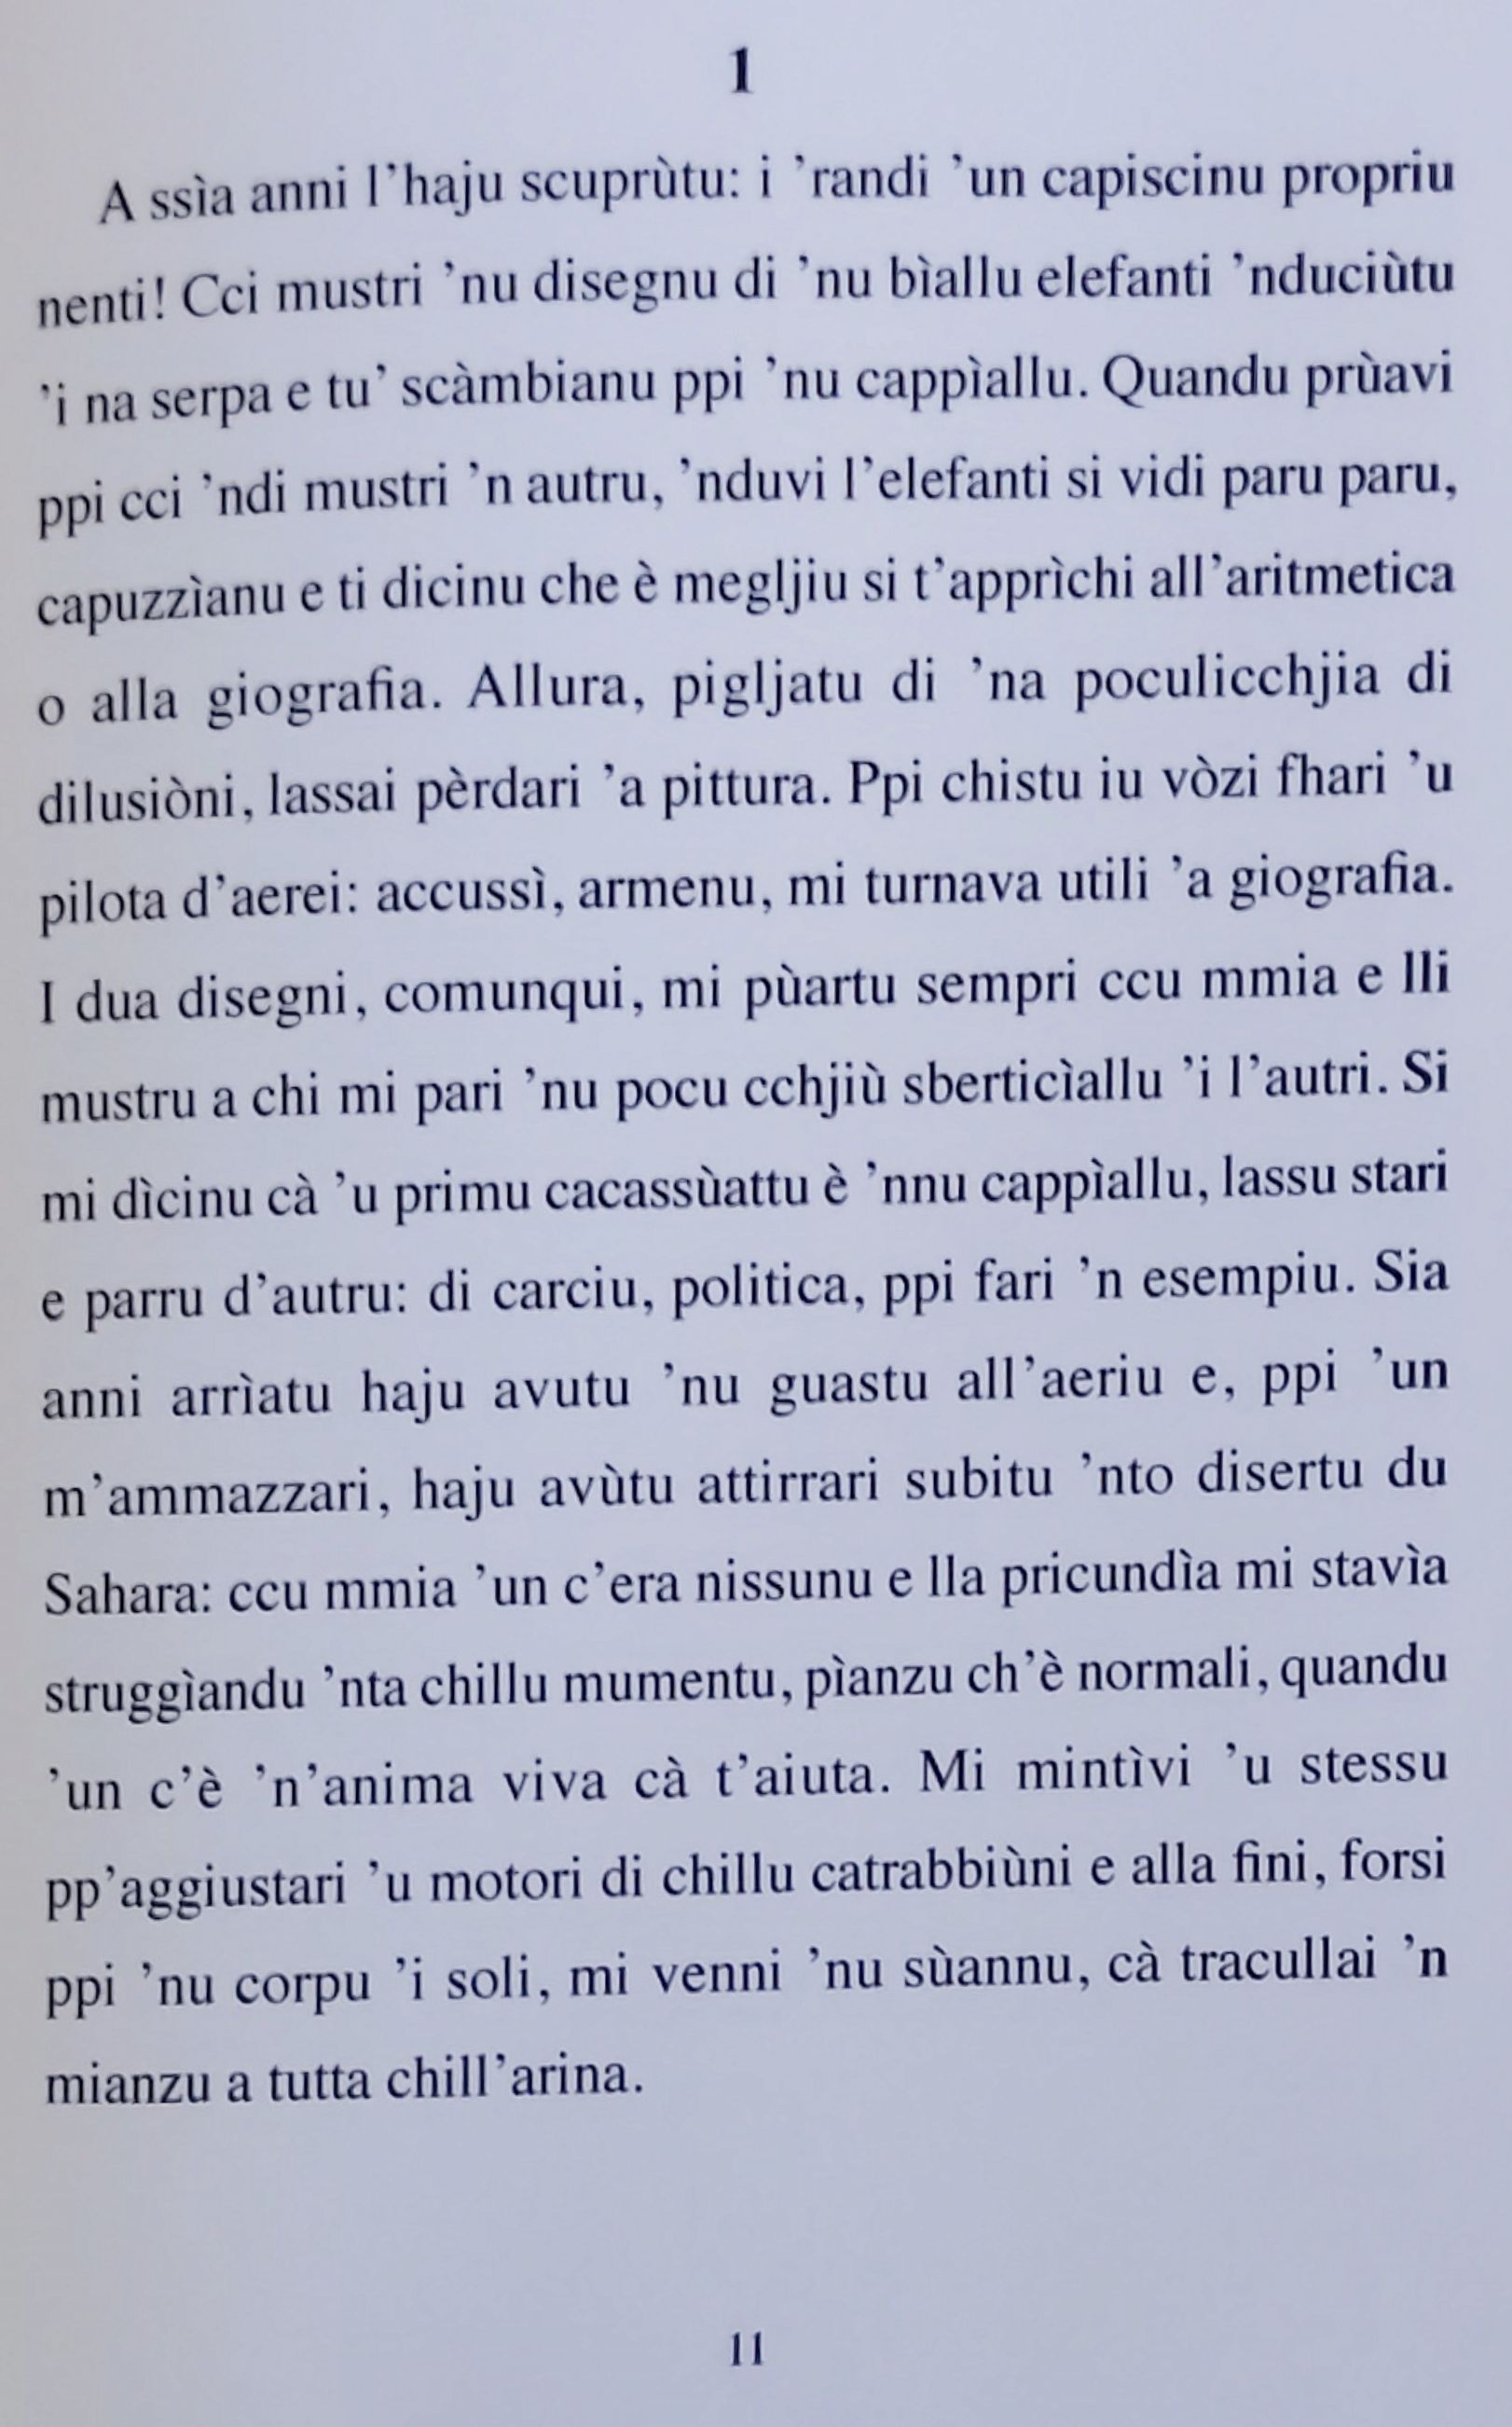 1
A ssìa anni l’haju scuprùtu: i ’randi ’un capiscinu propriu
nenti! Cci mustri ’nu disegnu di ’nu bìallu elefanti ’nduciùtu
’i na serpa e tu’ scàmbianu ppi ’nu cappìallu. Quandu prùavi
ppi cci ’ndi mustri ’n autru, ’nduvi l’elefanti si vidi paru paru,
capuzzìanu e ti dicinu che è megljiu si t’apprìchi all’aritmetica
o alla giografia. Allura, pigljatu di ’na poculicchjia di
dilusiòni, lassai pèrdari ’a pittura. Ppi chistu iu vòzi fhari ’u
pilota d’aerei: accussì, armenu, mi turnava utili ’a giografia.
I dua disegni, comunqui, mi pùartu sempri ccu mmia e lli
mustru a chi mi pari ’nu pocu cchjiù sberticìallu ’i l’autri. Si
mi dìcinu cà ’u primu cacassùattu è ’nnu cappìallu, lassu stari
e parru d’autru: di carciu, politica, ppi fari ’n esempiu. Sia
anni arrìatu haju avutu ’nu guastu all’aeriu e, ppi ’un
m’ammazzari, haju avùtu attirrari subitu ’nto disertu du
Sahara: ccu mmia ’un c’era nissunu e lla pricundìa mi stavìa
struggìandu ’nta chillu mumentu, pìanzu ch’è normali, quandu
’un c’è ’n’anima viva cà t’aiuta. Mi mintìvi ’u stessu
pp’aggiustari ’u motori di chillu catrabbiùni e alla fini, forsi
ppi ’nu corpu ’i soli, mi venni ’nu sùannu, cà tracullai ’n
mianzu a tutta chill’arina.
11